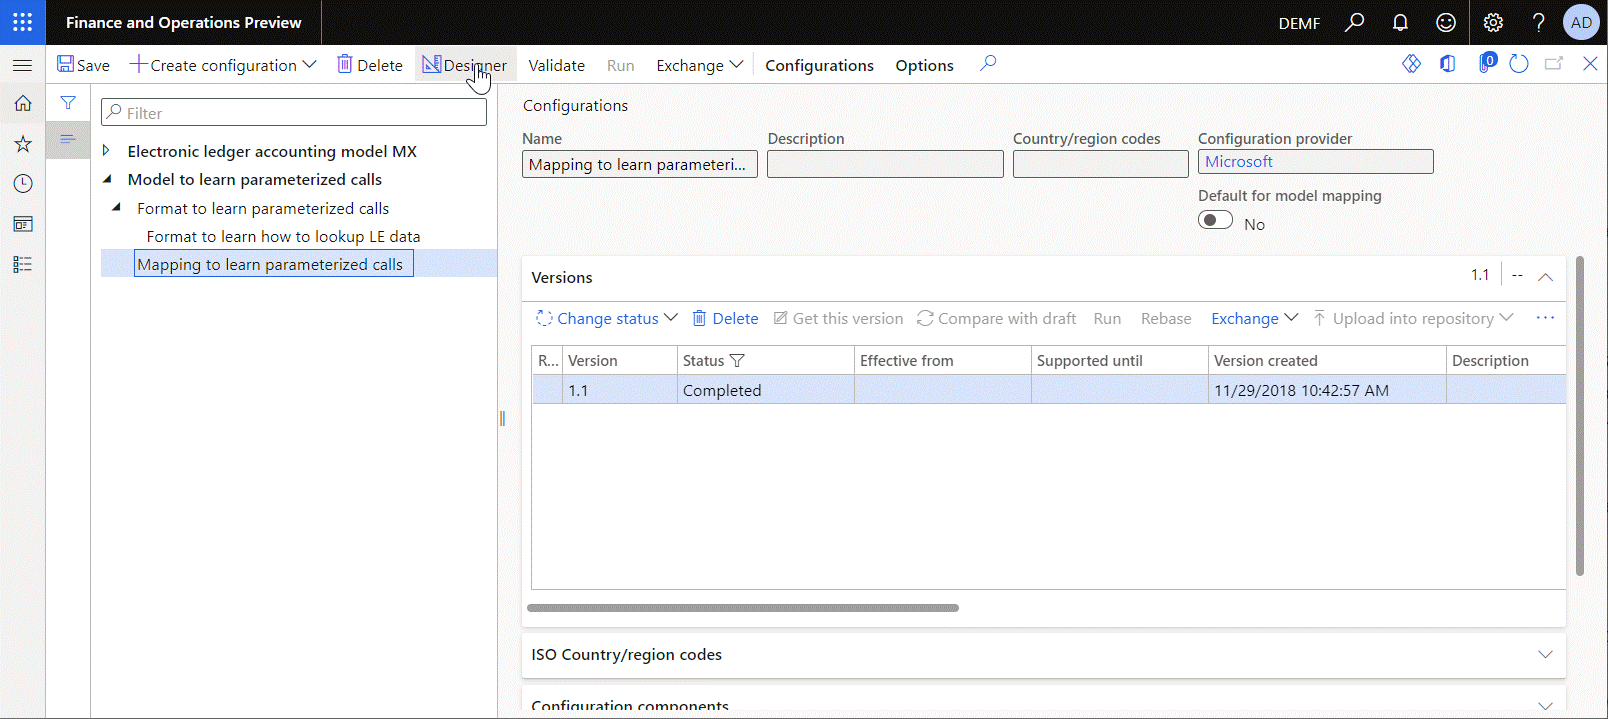 Finance and Operations Preview
DEMF
?
AD
Save
Create configuration
Delete
Designer
Validate
Run
Exchange
Configurations
Options
0
Filter
Electronic ledger accounting model MX
Model to learn parameterized calls
Format to learn parameterized calls
Format to learn how to lookup LE data
Mapping to learn parameterized calls
Configurations
Name
Description
Country/region codes
Configuration provider
Mapping to learn parameteri...
Microsoft
Default for model mapping
No
Versions
1.1
--
Change status
Delete
Get this version
Compare with draft
Run
Rebase
Exchange
Upload into repository
...
R...
Version
Status
Effective from
Supported until
Version created
Description
1.1
Completed
11/29/2018 10:42:57 AM
ISO Country/region codes
Configuration components